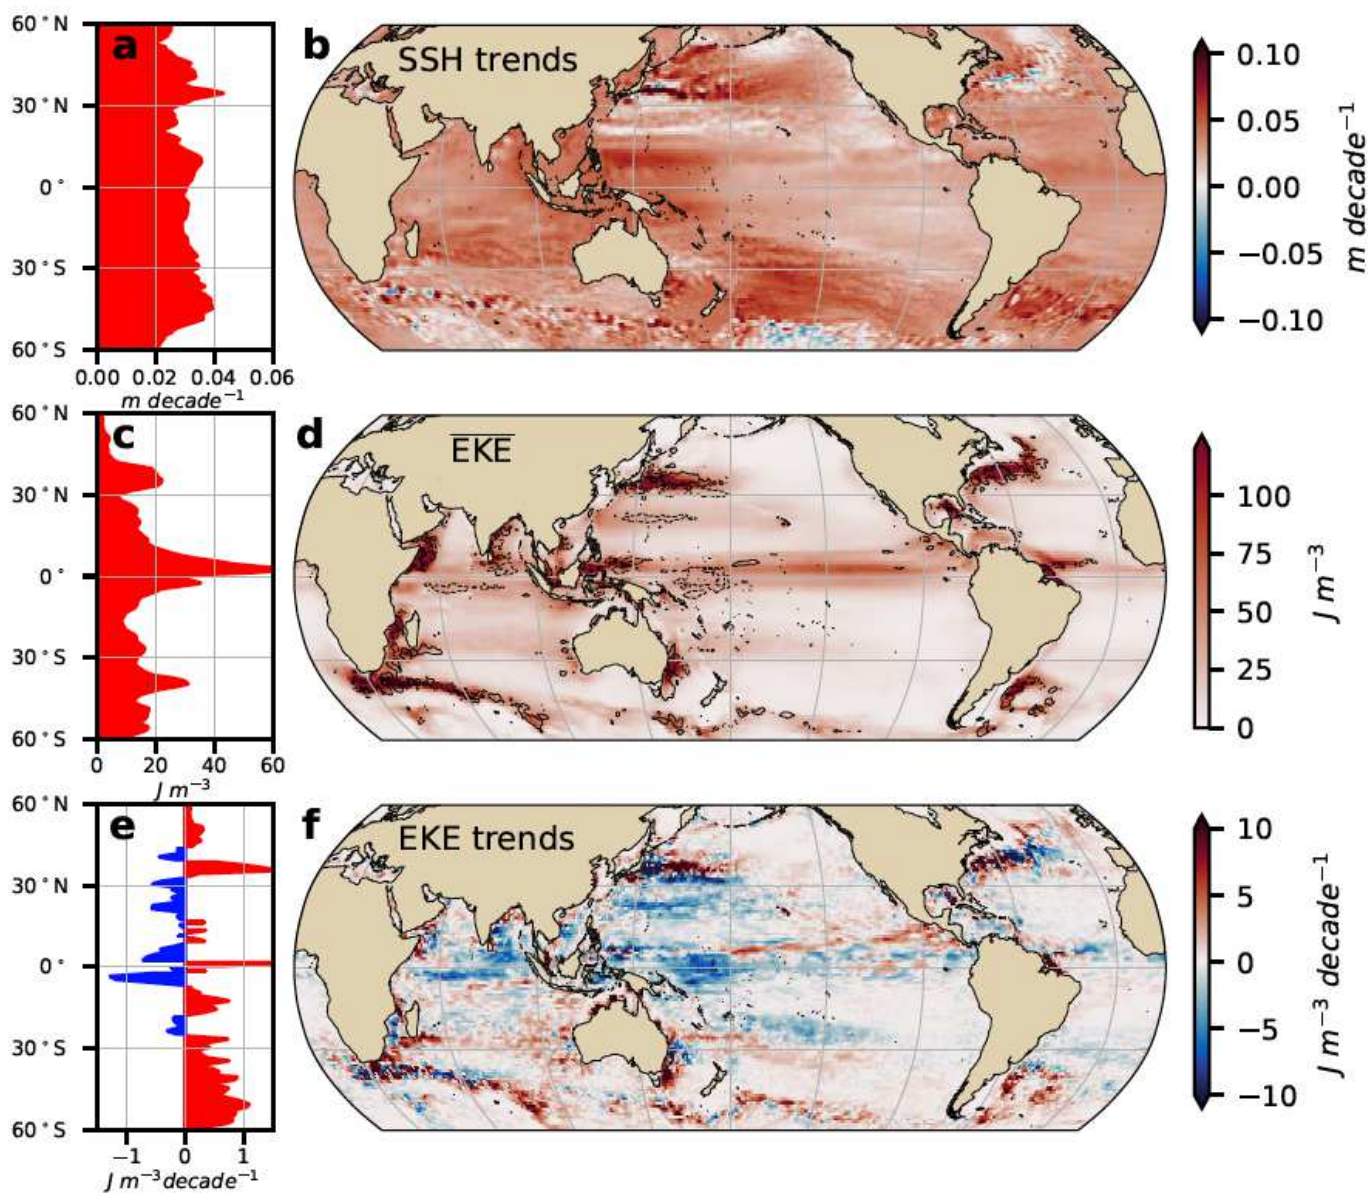 a
60°N
30°N
0°
30°S
60°S
0.00 0.02 0.04 0.06
m decade⁻¹
b
SSH trends
0.10
0.05
0.00
−0.05
−0.10
m decade⁻¹
c
60°N
30°N
0°
30°S
60°S
0 20 40 60
J m⁻³
d
EKE
100
75
50
25
0
J m⁻³
e
60°N
30°N
0°
30°S
60°S
−1 0 1
J m⁻³decade⁻¹
f
EKE trends
10
5
0
−5
−10
J m⁻³ decade⁻¹